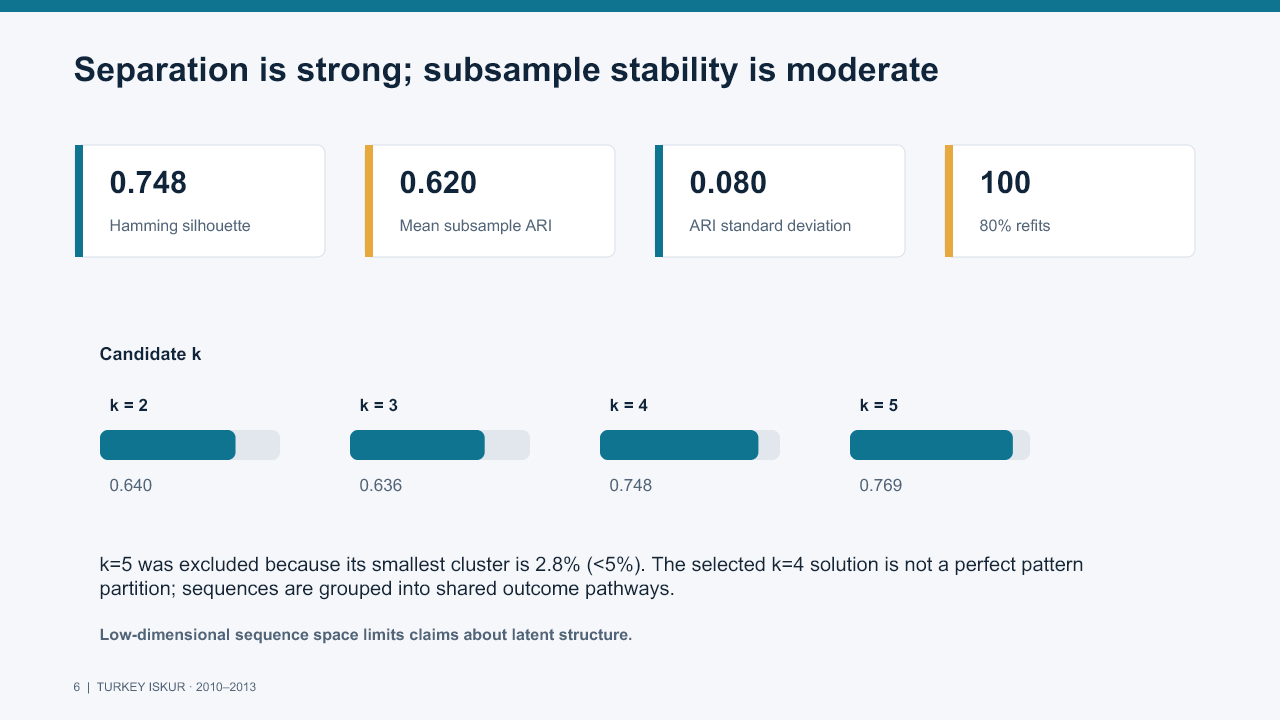 Separation is strong; subsample stability is moderate
0.748
Hamming silhouette
0.620
Mean subsample ARI
0.080
ARI standard deviation
100
80% refits
Candidate k
k = 2
0.640
k = 3
0.636
k = 4
0.748
k = 5
0.769
k=5 was excluded because its smallest cluster is 2.8% (<5%). The selected k=4 solution is not a perfect pattern
partition; sequences are grouped into shared outcome pathways.
Low-dimensional sequence space limits claims about latent structure.
6 | TURKEY ISKUR · 2010–2013